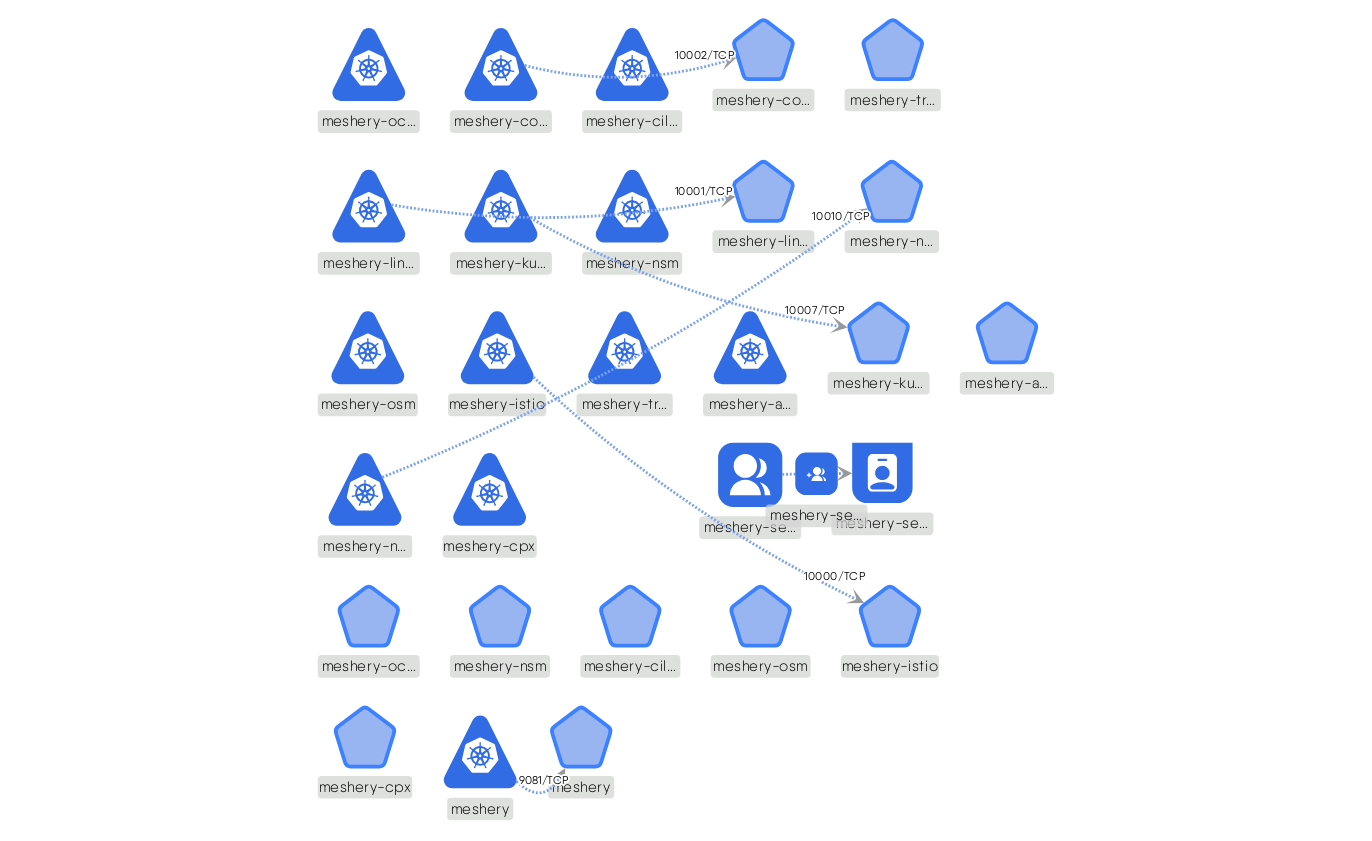 10002/TCP
meshery-co...
meshery-tr...
meshery-oc...
meshery-co...
meshery-cil...
10001/TCP
10010/TCP
meshery-lin...
meshery-n...
meshery-lin...
meshery-ku...
meshery-nsm
10007/TCP
meshery-ku...
meshery-a...
meshery-osm
meshery-istio
meshery-tr...
meshery-a...
meshery-se...
meshery-se...
meshery-se...
meshery-n...
meshery-cpx
10000/TCP
meshery-oc...
meshery-nsm
meshery-cil...
meshery-osm
meshery-istio
9081/TCP
meshery-cpx
meshery
meshery